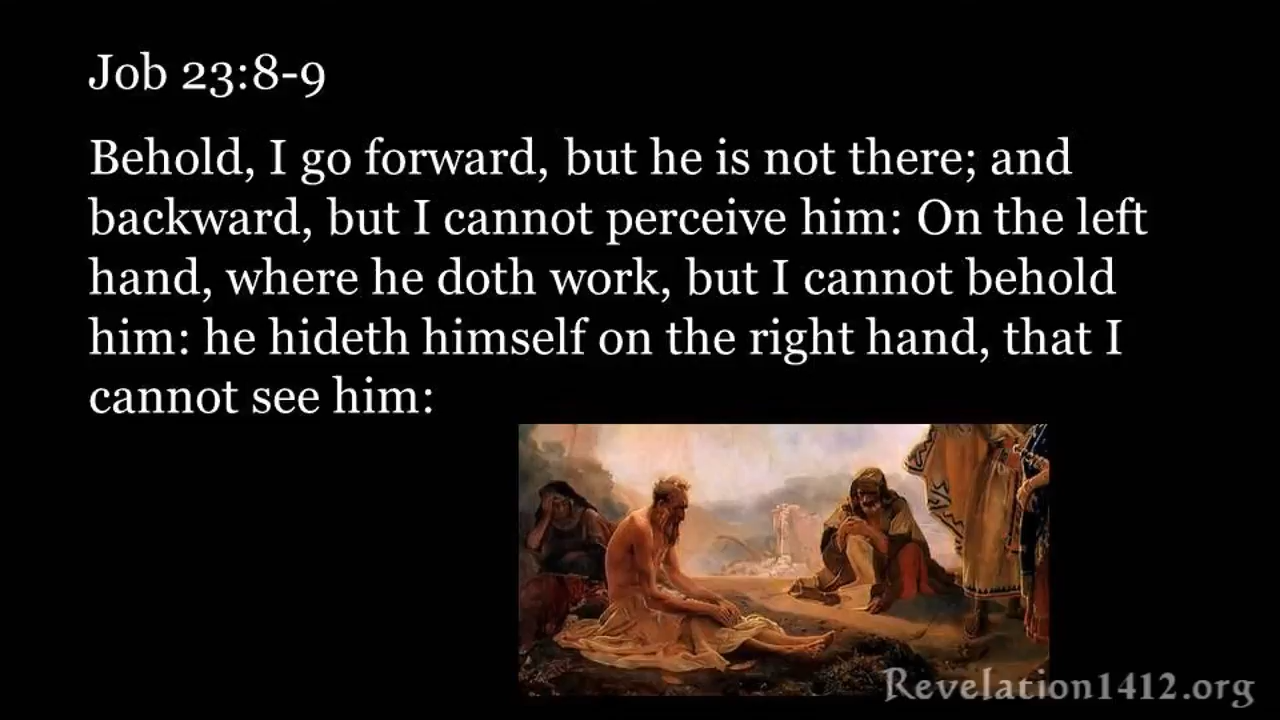 Job 23:8-9
Behold, I go forward, but he is not there; and
backward, but I cannot perceive him: On the left
hand, where he doth work, but I cannot behold
him: he hideth himself on the right hand, that I
cannot see him:
Revelation1412.org